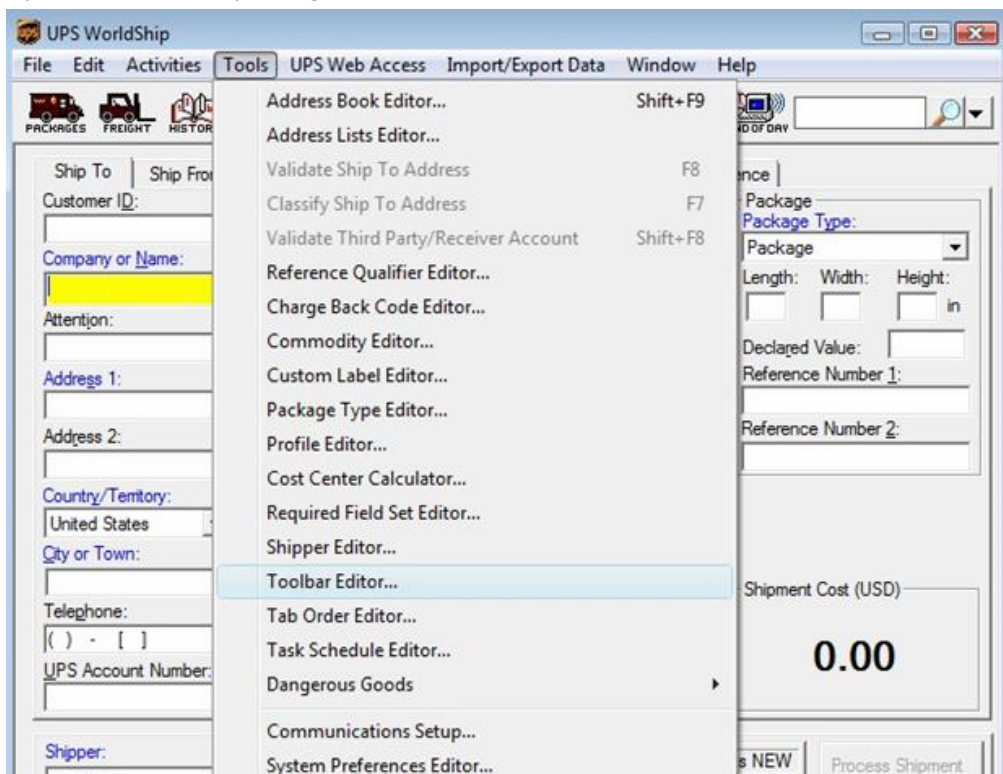 UPS WorldShip
File Edit Activities Tools UPS Web Access Import/Export Data Window Help
PACKAGES FREIGHT HISTOR ND OF DAY
Address Book Editor... Shift+F9
Address Lists Editor...
Validate Ship To Address F8
Classify Ship To Address F7
Validate Third Party/Receiver Account Shift+F8
Reference Qualifier Editor...
Charge Back Code Editor...
Commodity Editor...
Custom Label Editor...
Package Type Editor...
Profile Editor...
Cost Center Calculator...
Required Field Set Editor...
Shipper Editor...
Toolbar Editor...
Tab Order Editor...
Task Schedule Editor...
Dangerous Goods
Communications Setup...
System Preferences Editor...
Ship To Ship Fro
Customer ID:
Company or Name:
Attention:
Address 1:
Address 2:
Country/Territory:
United States
City or Town:
Telephone:
( ) - [ ]
UPS Account Number:
Shipper:
ence
Package
Package Type:
Package
Length: Width: Height:
in
Declared Value:
Reference Number 1:
Reference Number 2:
Shipment Cost (USD)
0.00
s NEW Process Shipment